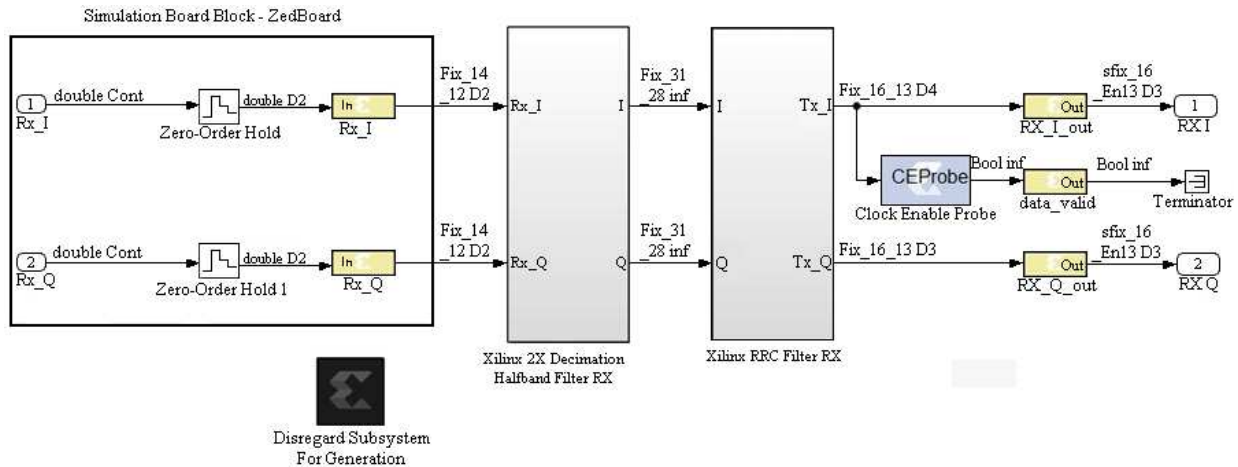 Simulation Board Block - ZedBoard
1
Rx_I
double Cont
Zero-Order Hold
double D2
In
Rx_I
Fix_14
_12 D2
Rx_I
I
Fix_31
_28 inf
I
Tx_I
Fix_16_13 D4
Out
RX_I_out
sfix_16
_En13 D3
1
RX I
CEProbe
Clock Enable Probe
Bool inf
Out
data_valid
Bool inf
Terminator
2
Rx_Q
double Cont
Zero-Order Hold 1
double D2
In
Rx_Q
Fix_14
_12 D2
Rx_Q
Q
Fix_31
_28 inf
Q
Tx_Q
Fix_16_13 D3
Out
RX_Q_out
sfix_16
_En13 D3
2
RX Q
Xilinx 2X Decimation
Halfband Filter RX
Xilinx RRC Filter RX
Disregard Subsystem
For Generation